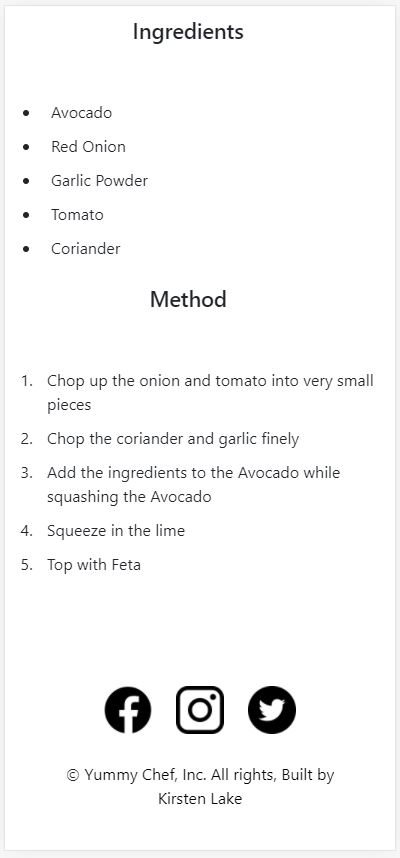 Ingredients
• Avocado
• Red Onion
• Garlic Powder
• Tomato
• Coriander
Method
1. Chop up the onion and tomato into very small
pieces
2. Chop the coriander and garlic finely
3. Add the ingredients to the Avocado while
squashing the Avocado
4. Squeeze in the lime
5. Top with Feta
© Yummy Chef, Inc. All rights, Built by
Kirsten Lake